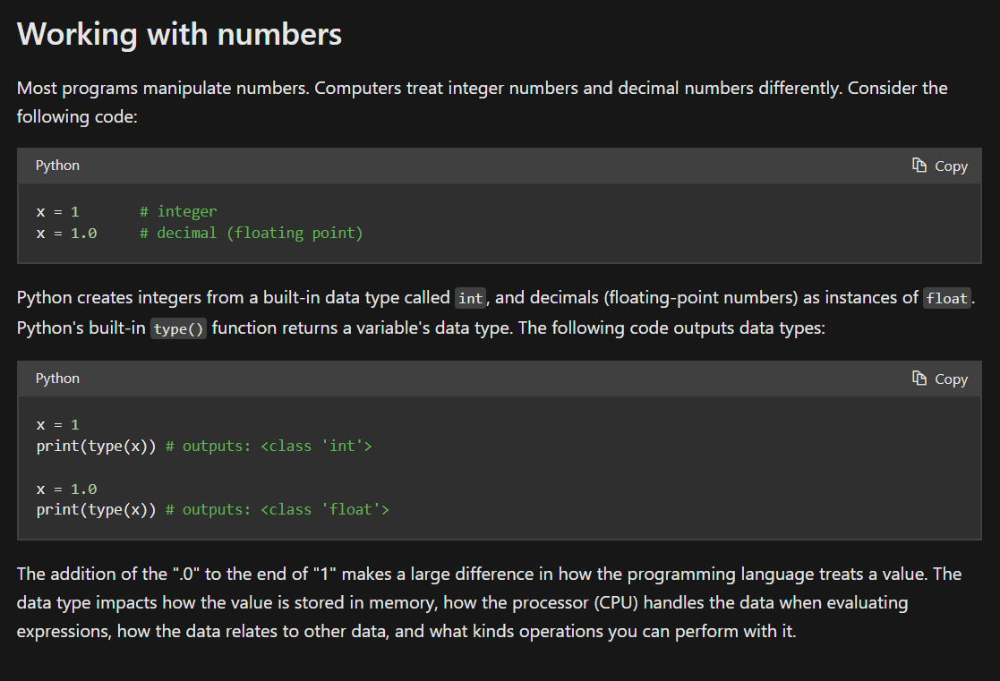 Working with numbers
Most programs manipulate numbers. Computers treat integer numbers and decimal numbers differently. Consider the
following code:
Python
Copy
x = 1       # integer
x = 1.0     # decimal (floating point)
Python creates integers from a built-in data type called int, and decimals (floating-point numbers) as instances of float.
Python's built-in type() function returns a variable's data type. The following code outputs data types:
Python
Copy
x = 1
print(type(x)) # outputs: <class 'int'>
x = 1.0
print(type(x)) # outputs: <class 'float'>
The addition of the ".0" to the end of "1" makes a large difference in how the programming language treats a value. The
data type impacts how the value is stored in memory, how the processor (CPU) handles the data when evaluating
expressions, how the data relates to other data, and what kinds operations you can perform with it.